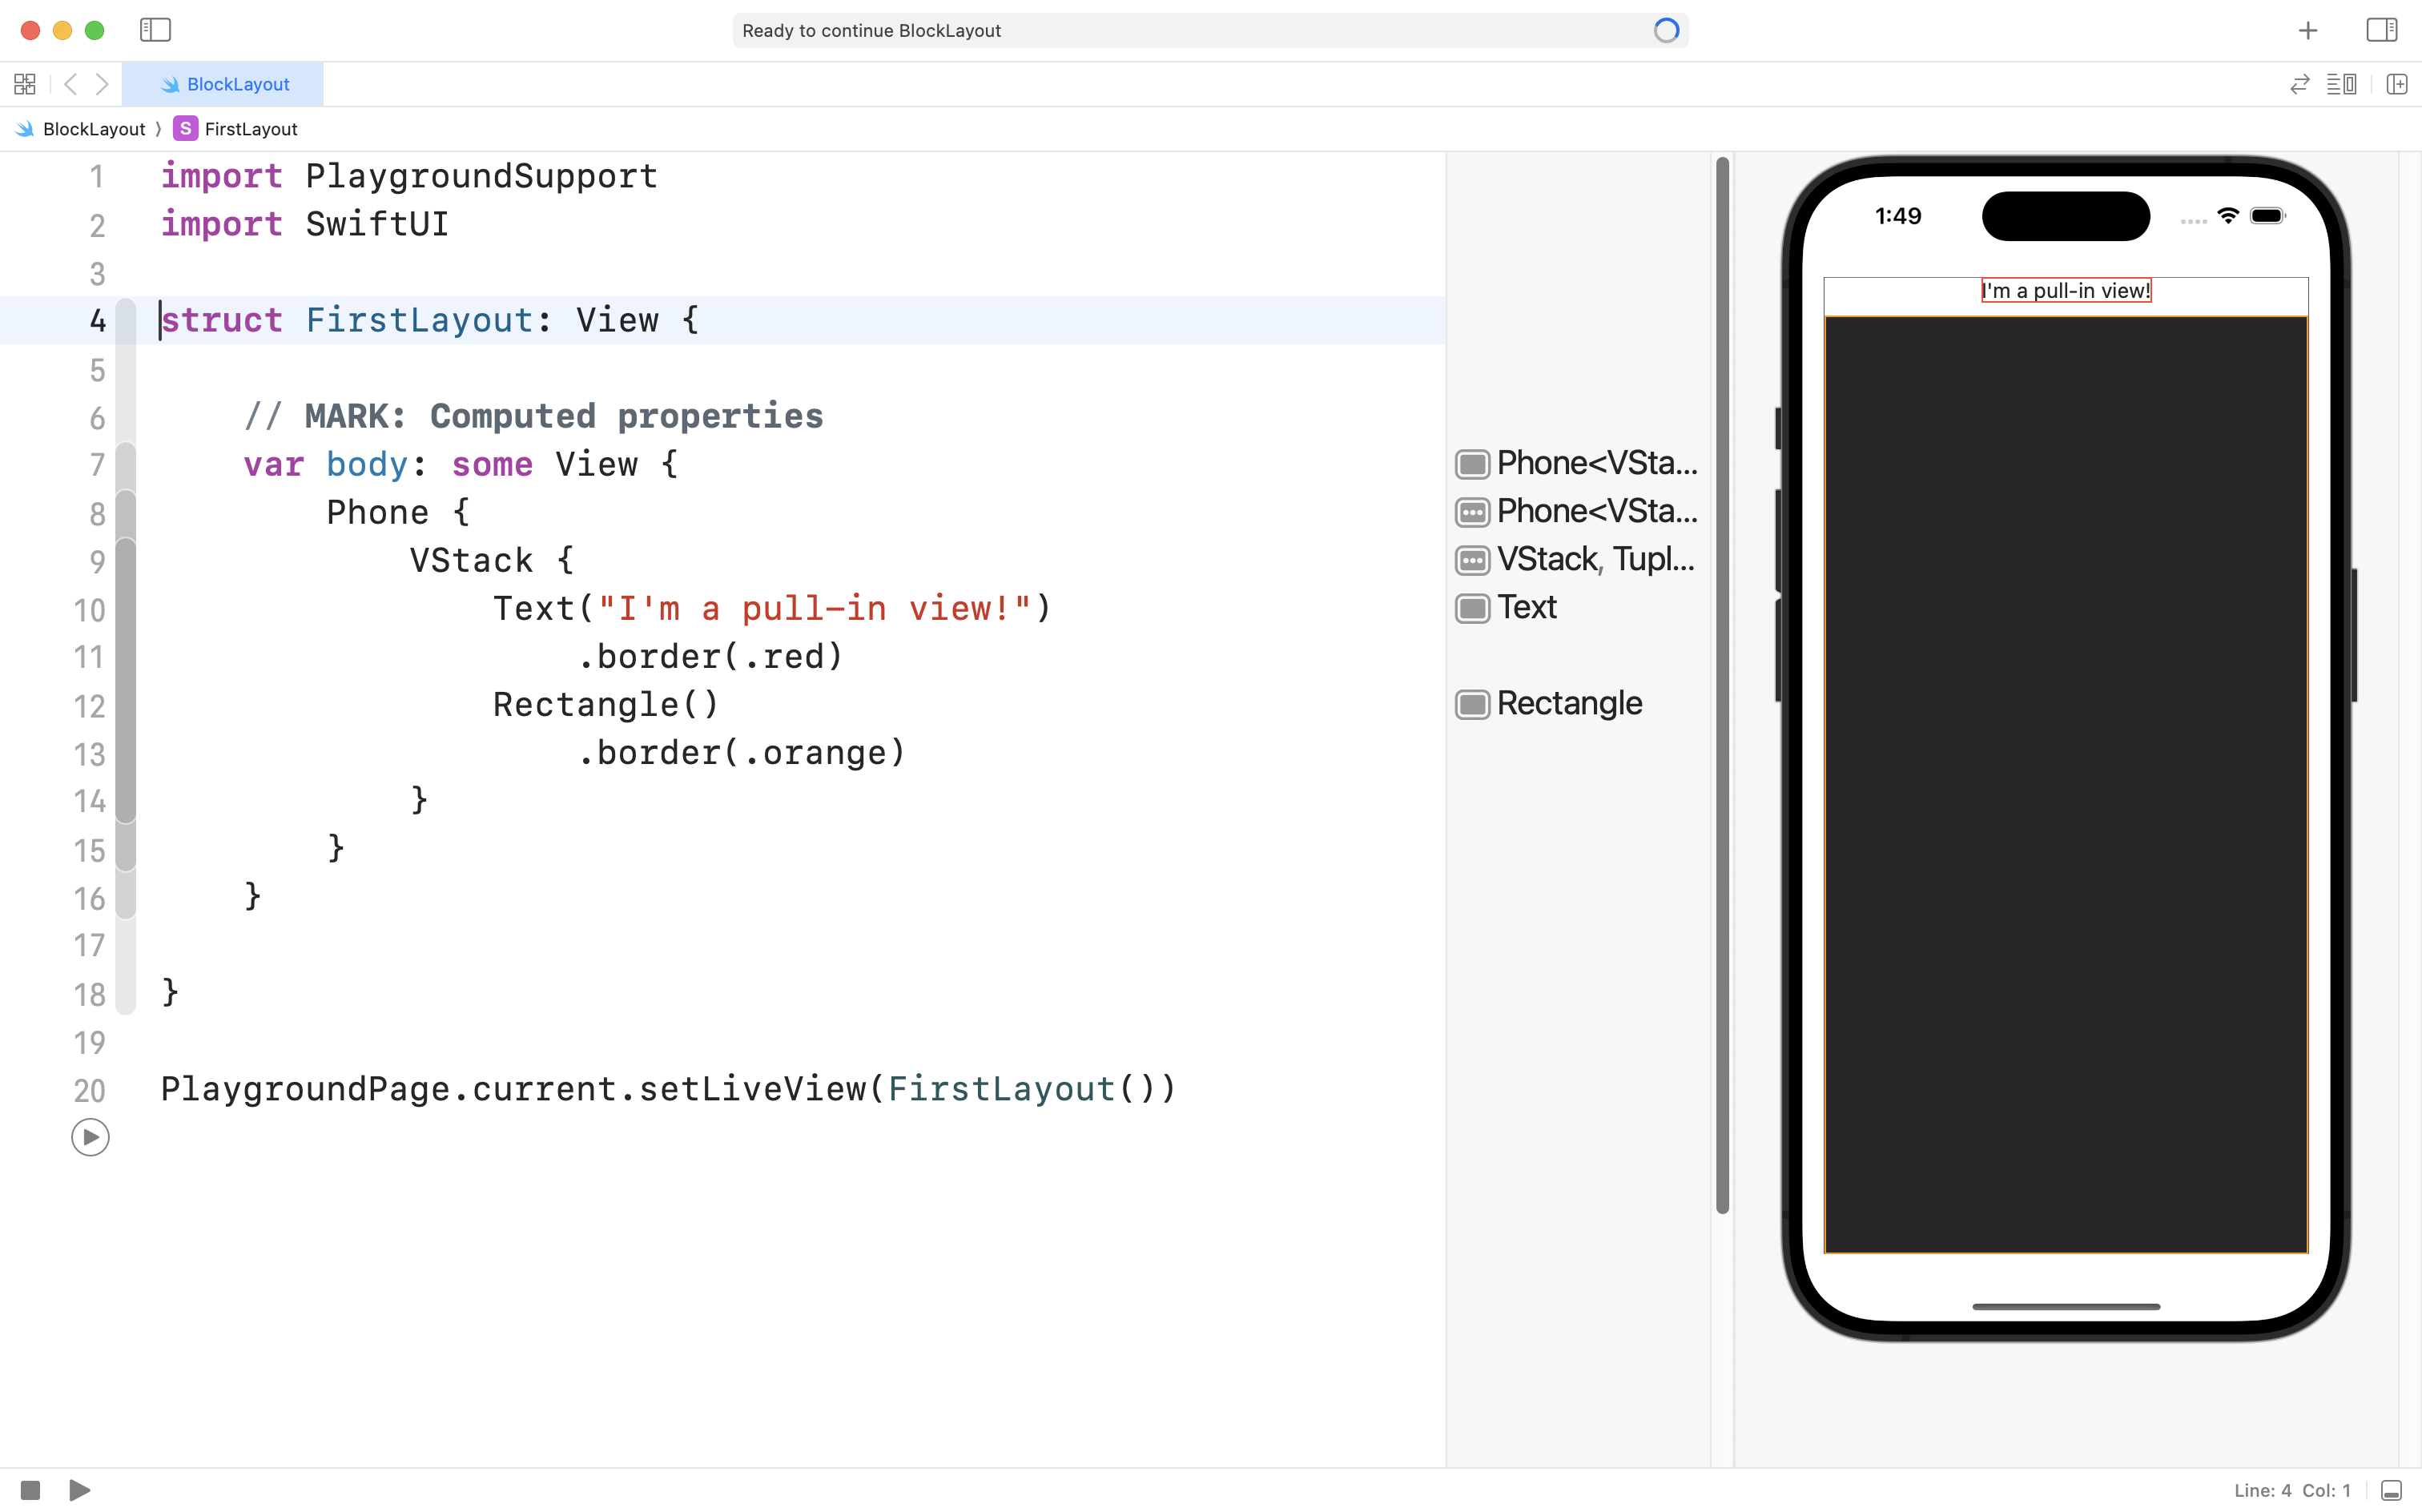 Ready to continue BlockLayout
BlockLayout
BlockLayout 〉 S FirstLayout
1 import PlaygroundSupport
2 import SwiftUI
3
4 struct FirstLayout: View {
5
6 // MARK: Computed properties
7 var body: some View {
8 Phone {
9 VStack {
10 Text("I'm a pull-in view!")
11 .border(.red)
12 Rectangle()
13 .border(.orange)
14 }
15 }
16 }
17
18 }
19
20 PlaygroundPage.current.setLiveView(FirstLayout())
Phone<VSta...
Phone<VSta...
VStack, Tupl...
Text
Rectangle
1:49
I'm a pull-in view!
Line: 4 Col: 1